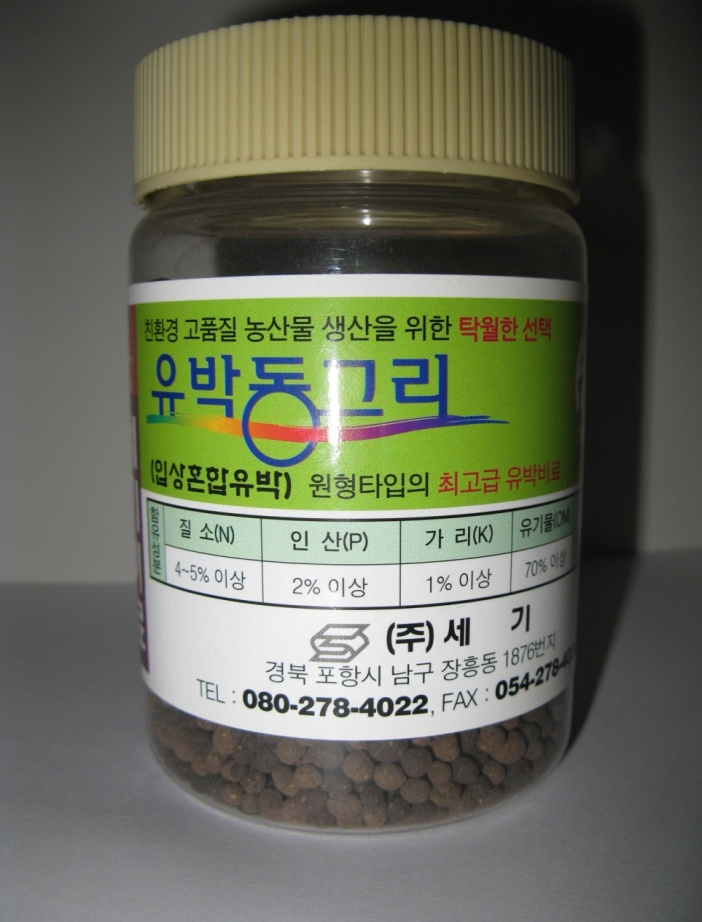 친환경 고품질 농산물 생산을 위한 탁월한 선택
유박동그리
(입상혼합유박) 원형타입의 최고급 유박비료
함유성분 질소(N) 인산(P) 가리(K) 유기물(OM)
4~5% 이상 2% 이상 1% 이상 70% 이상
(주)세 기
경북 포항시 남구 장흥동 1876번지
TEL : 080-278-4022, FAX : 054-278-